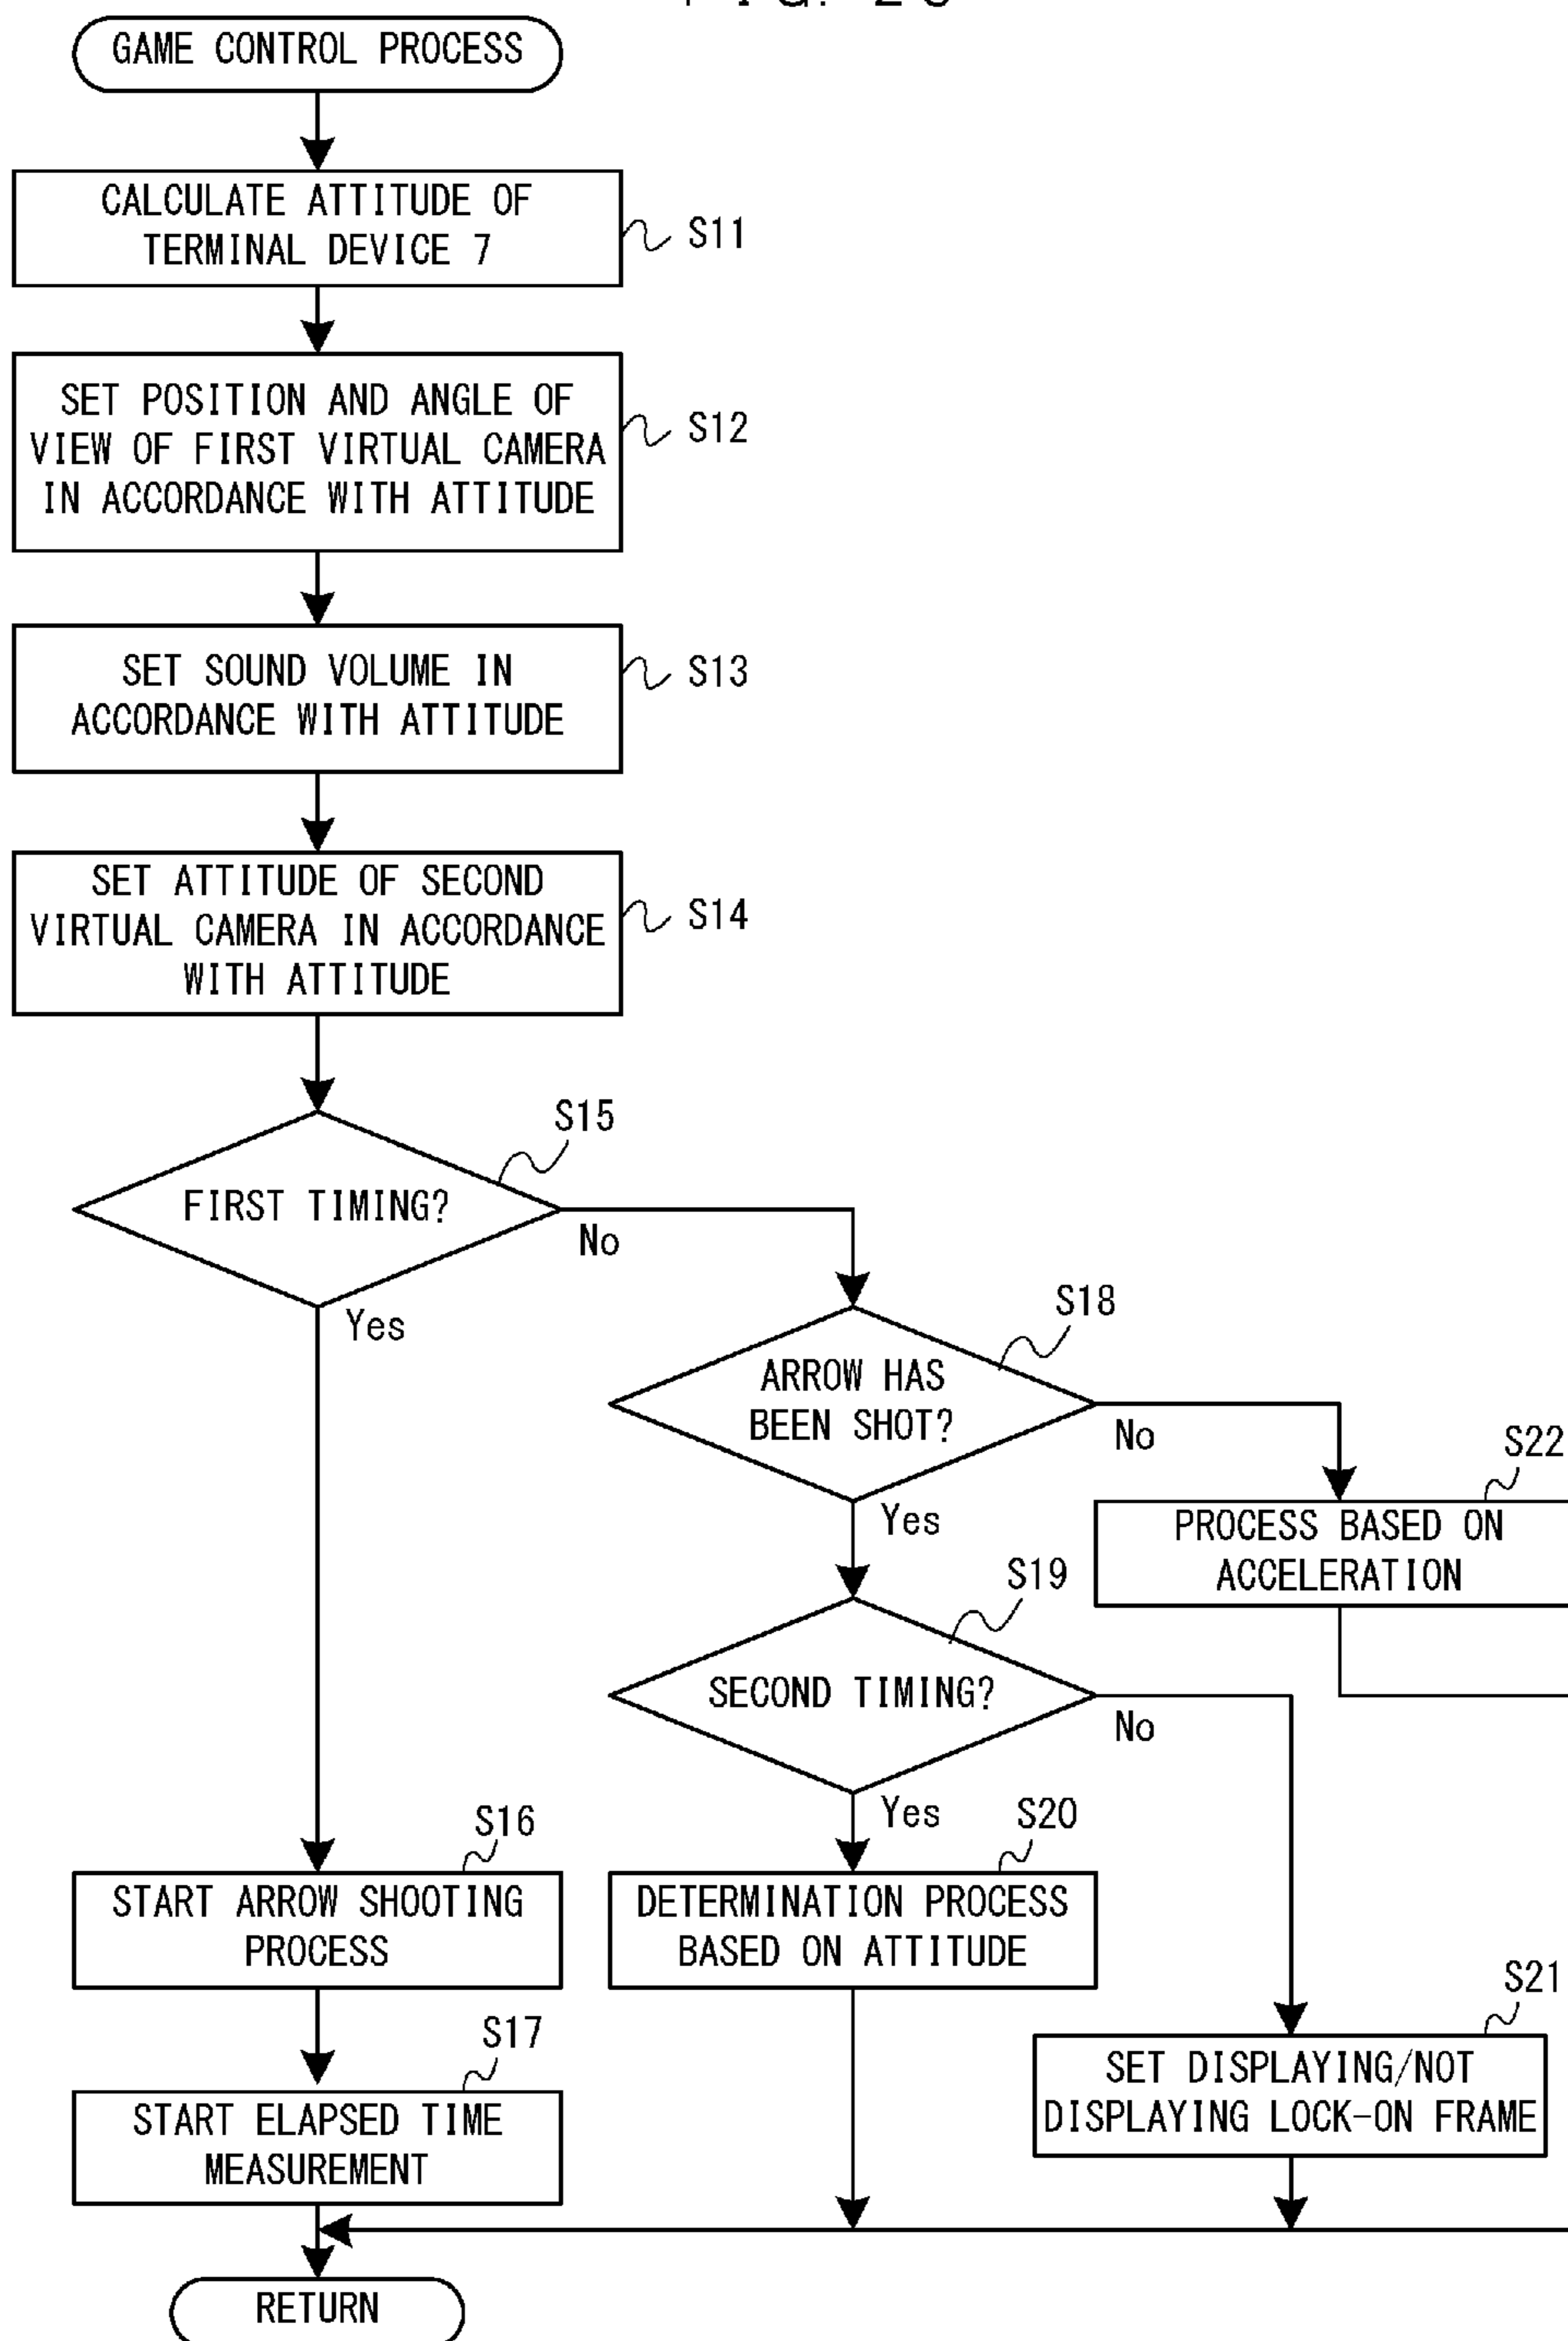 GAME CONTROL PROCESS
CALCULATE ATTITUDE OF
TERMINAL DEVICE 7
S11
SET POSITION AND ANGLE OF
VIEW OF FIRST VIRTUAL CAMERA
IN ACCORDANCE WITH ATTITUDE
S12
SET SOUND VOLUME IN
ACCORDANCE WITH ATTITUDE
S13
SET ATTITUDE OF SECOND
VIRTUAL CAMERA IN ACCORDANCE
WITH ATTITUDE
S14
S15
FIRST TIMING?
No
Yes
S18
ARROW HAS
BEEN SHOT?
No
Yes
S22
PROCESS BASED ON
ACCELERATION
S19
SECOND TIMING?
No
Yes
S16
START ARROW SHOOTING
PROCESS
S20
DETERMINATION PROCESS
BASED ON ATTITUDE
S21
SET DISPLAYING/NOT
DISPLAYING LOCK-ON FRAME
S17
START ELAPSED TIME
MEASUREMENT
RETURN